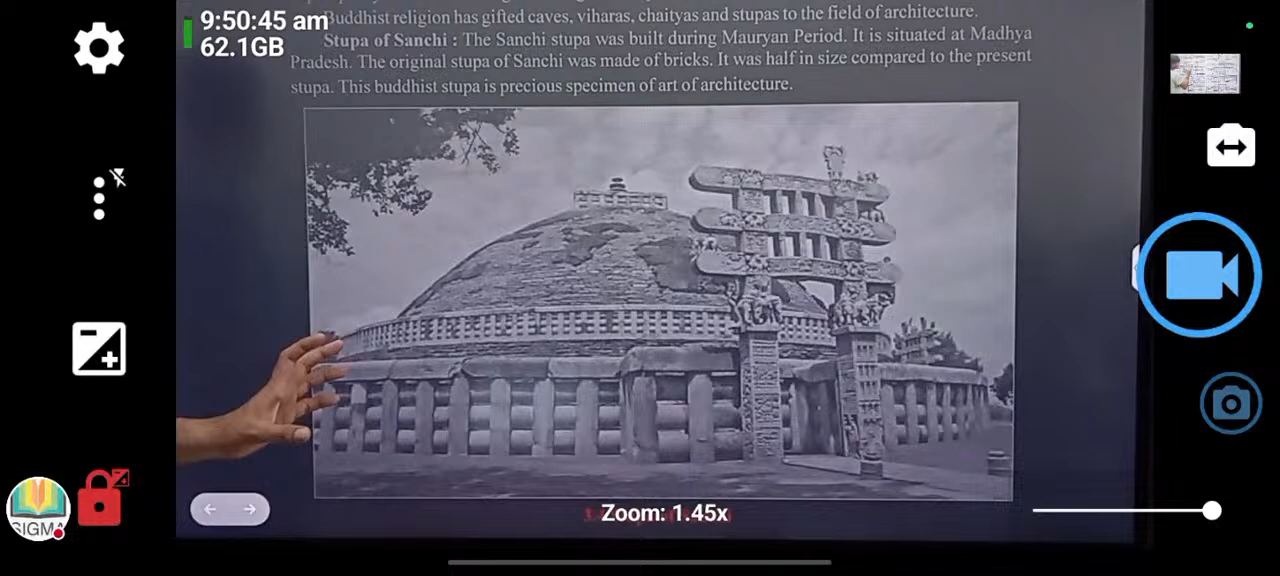 9:50:45 am
62.1GB
Buddhist religion has gifted caves, viharas, chaityas and stupas to the field of architecture.
Stupa of Sanchi : The Sanchi stupa was built during Mauryan Period. It is situated at Madhya
Pradesh. The original stupa of Sanchi was made of bricks. It was half in size compared to the present
stupa. This buddhist stupa is precious specimen of art of architecture.
Zoom: 1.45x
SIGMA